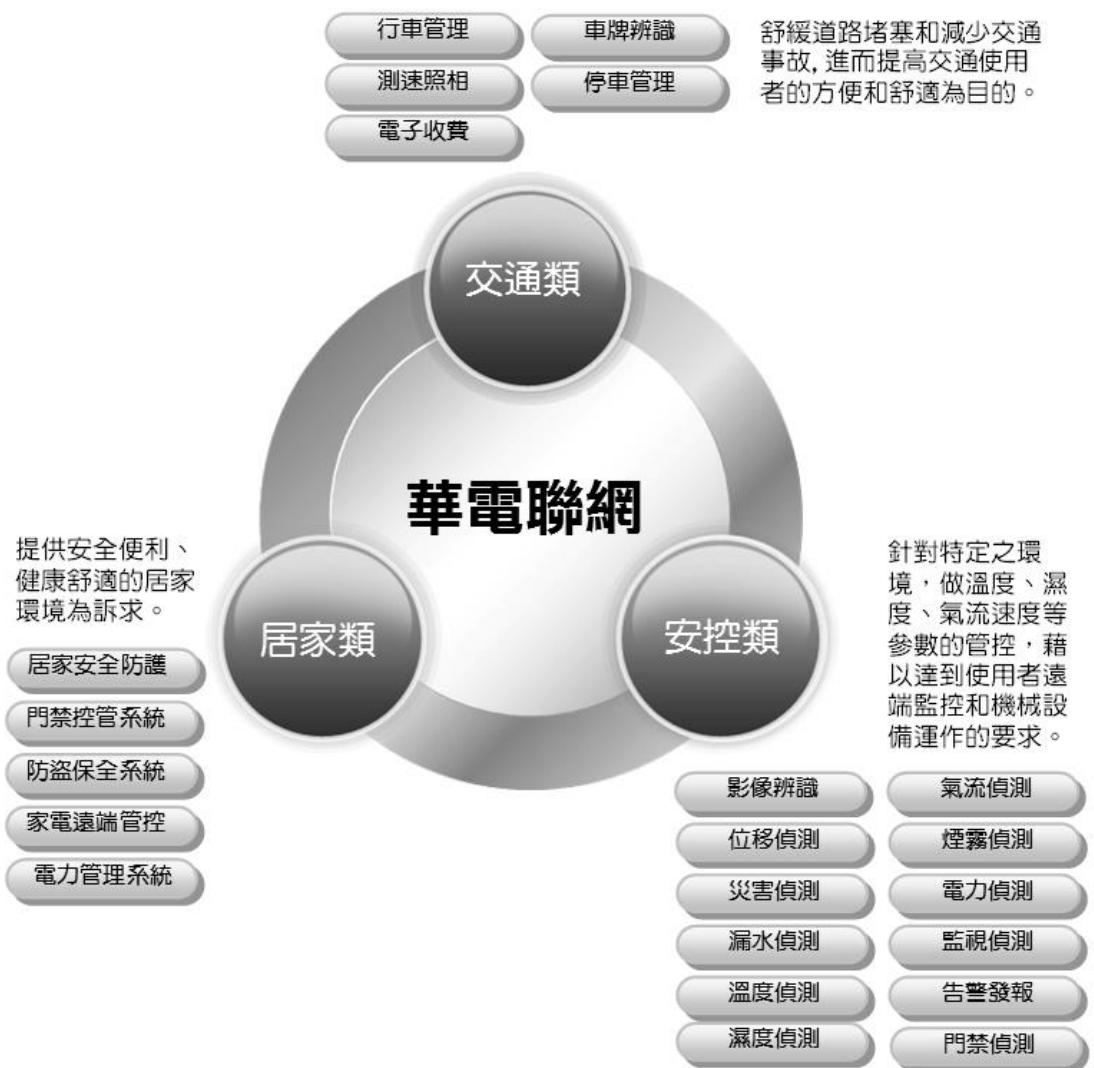 行車管理
車牌辨識
測速照相
停車管理
電子收費
舒緩道路堵塞和減少交通
事故,進而提高交通使用
者的方便和舒適為目的。
交通類
華電聯網
提供安全便利、
健康舒適的居家
環境為訴求。
居家類
居家安全防護
門禁控管系統
防盜保全系統
家電遠端管控
電力管理系統
安控類
針對特定之環
境,做溫度、濕
度、氣流速度等
參數的管控,藉
以達到使用者遠
端監控和機械設
備運作的要求。
影像辨識
氣流偵測
位移偵測
煙霧偵測
災害偵測
電力偵測
漏水偵測
監視偵測
溫度偵測
告警發報
濕度偵測
門禁偵測